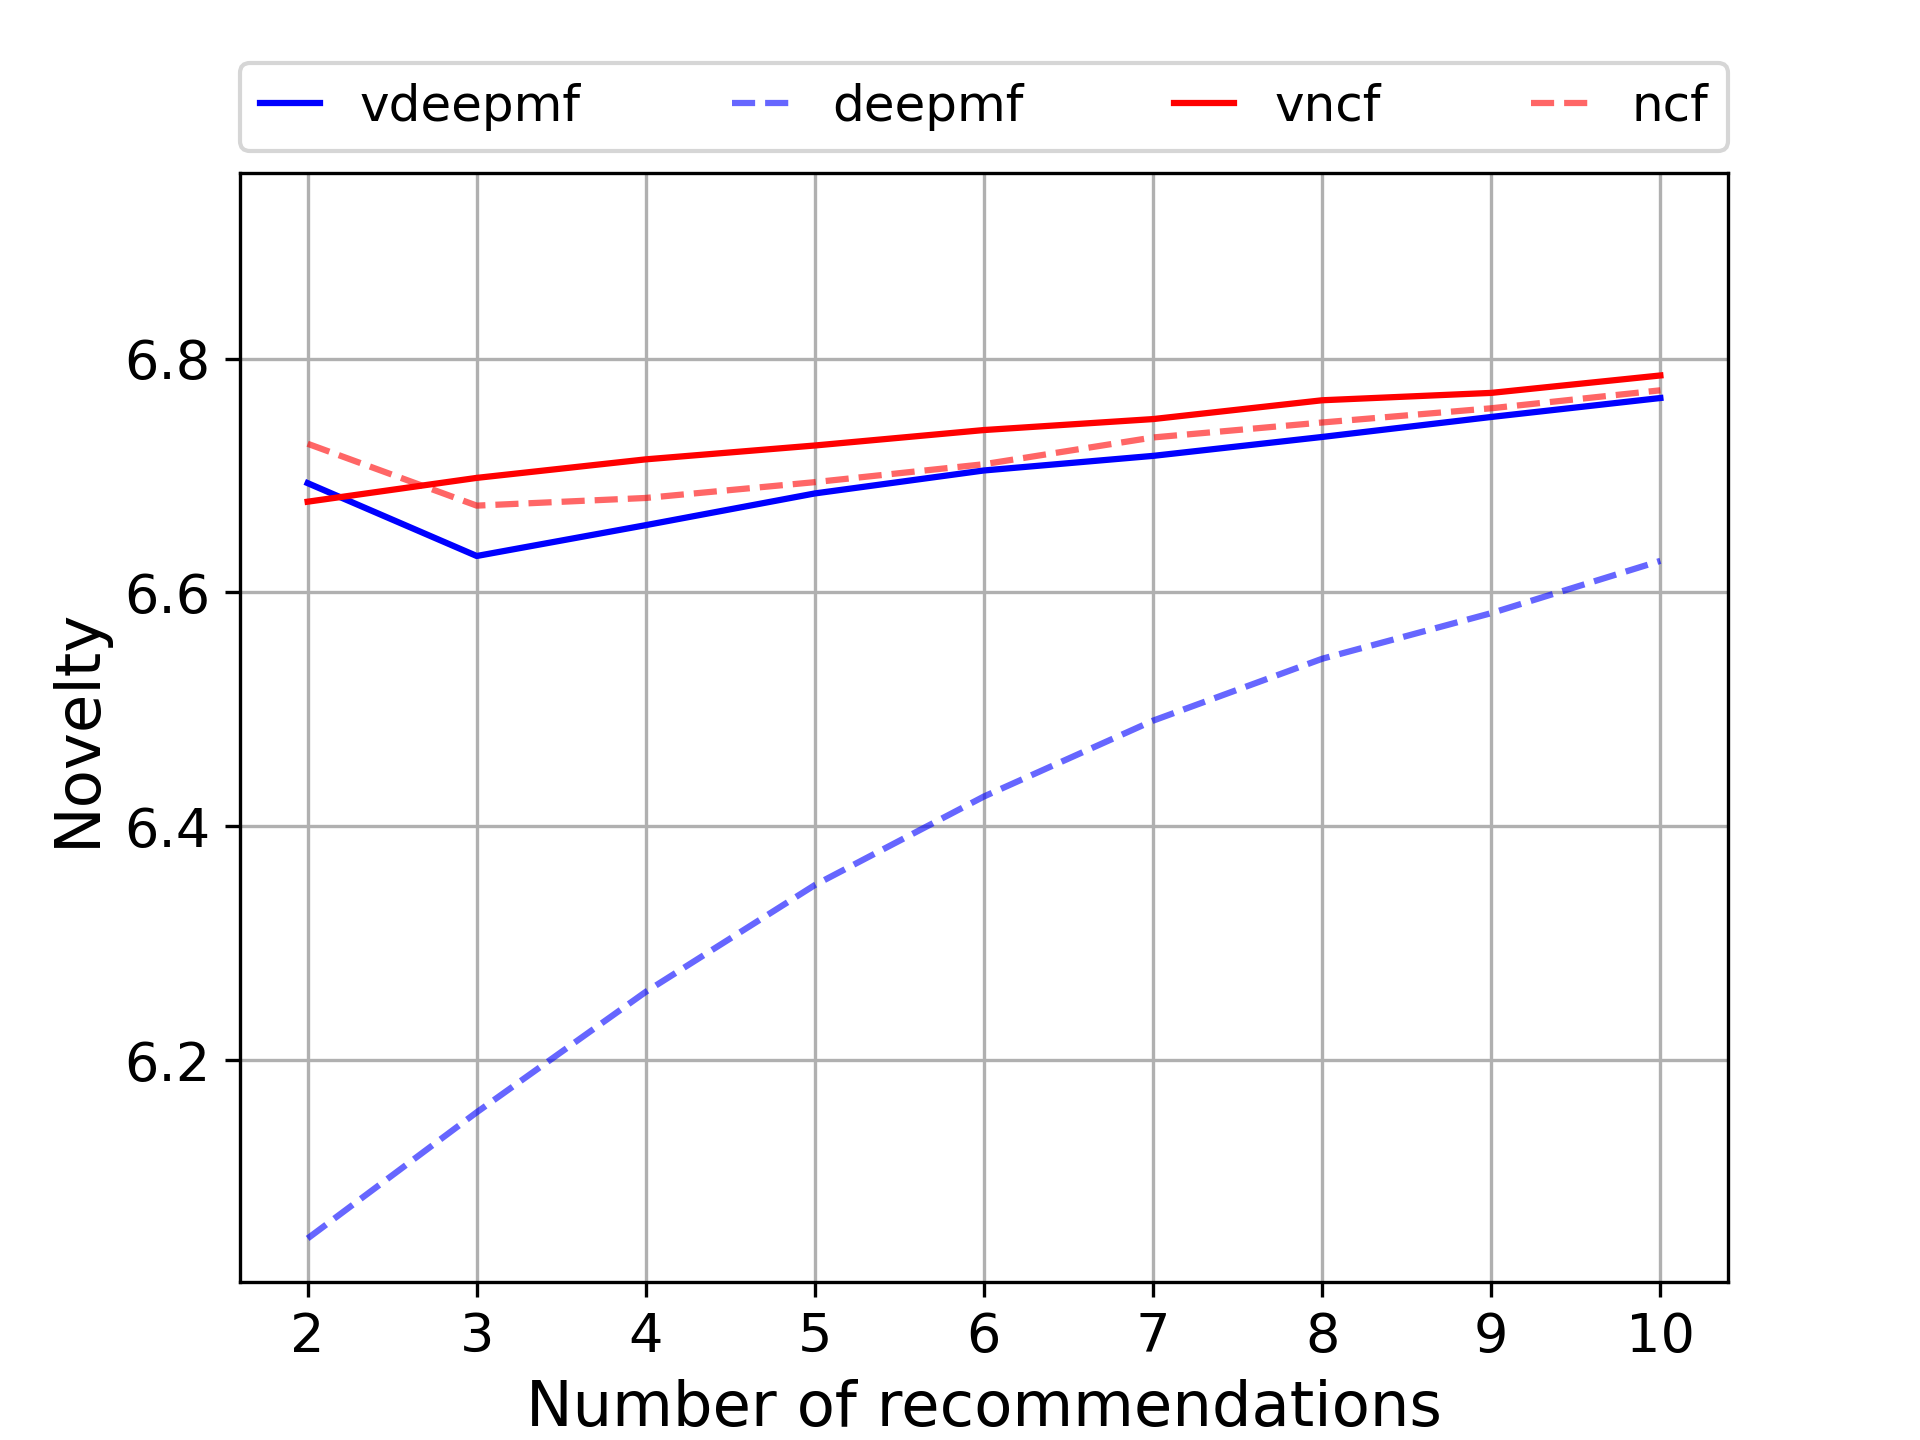 vdeepmf deepmf vncf ncf
6.8
6.6
6.4
6.2
Novelty
2 3 4 5 6 7 8 9 10
Number of recommendations